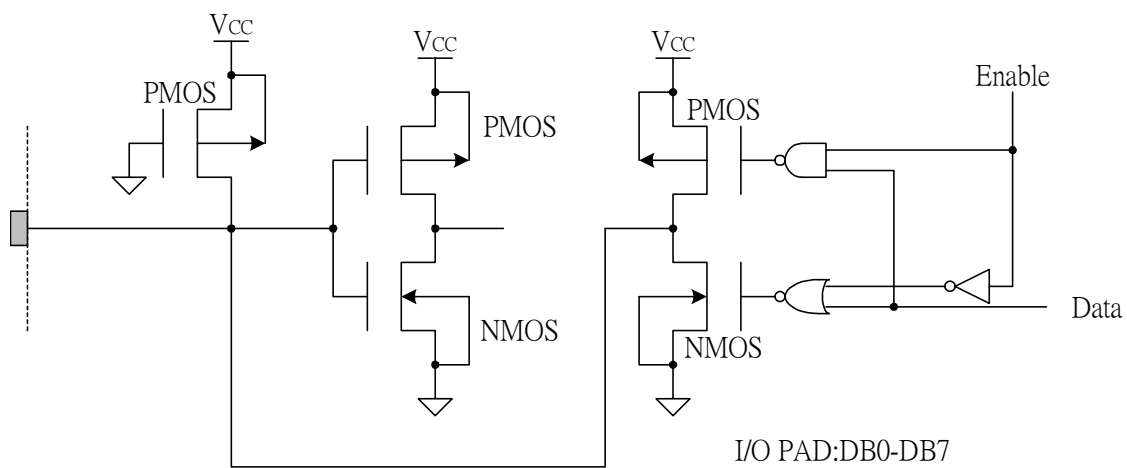 VCC
VCC
VCC
Enable
PMOS
PMOS
PMOS
Data
NMOS
NMOS
I/O PAD:DB0-DB7